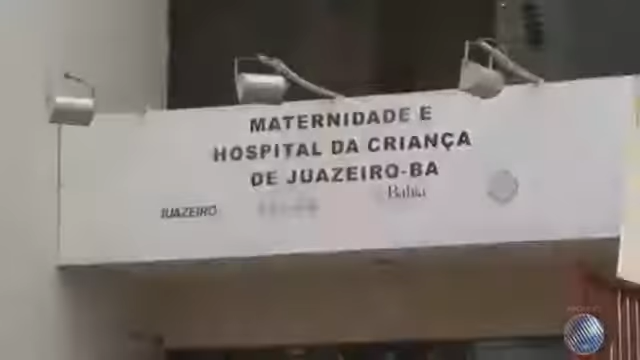 MATERNIDADE E
HOSPITAL DA CRIANÇA
DE JUAZEIRO-BA
JUAZEIRO Bahia